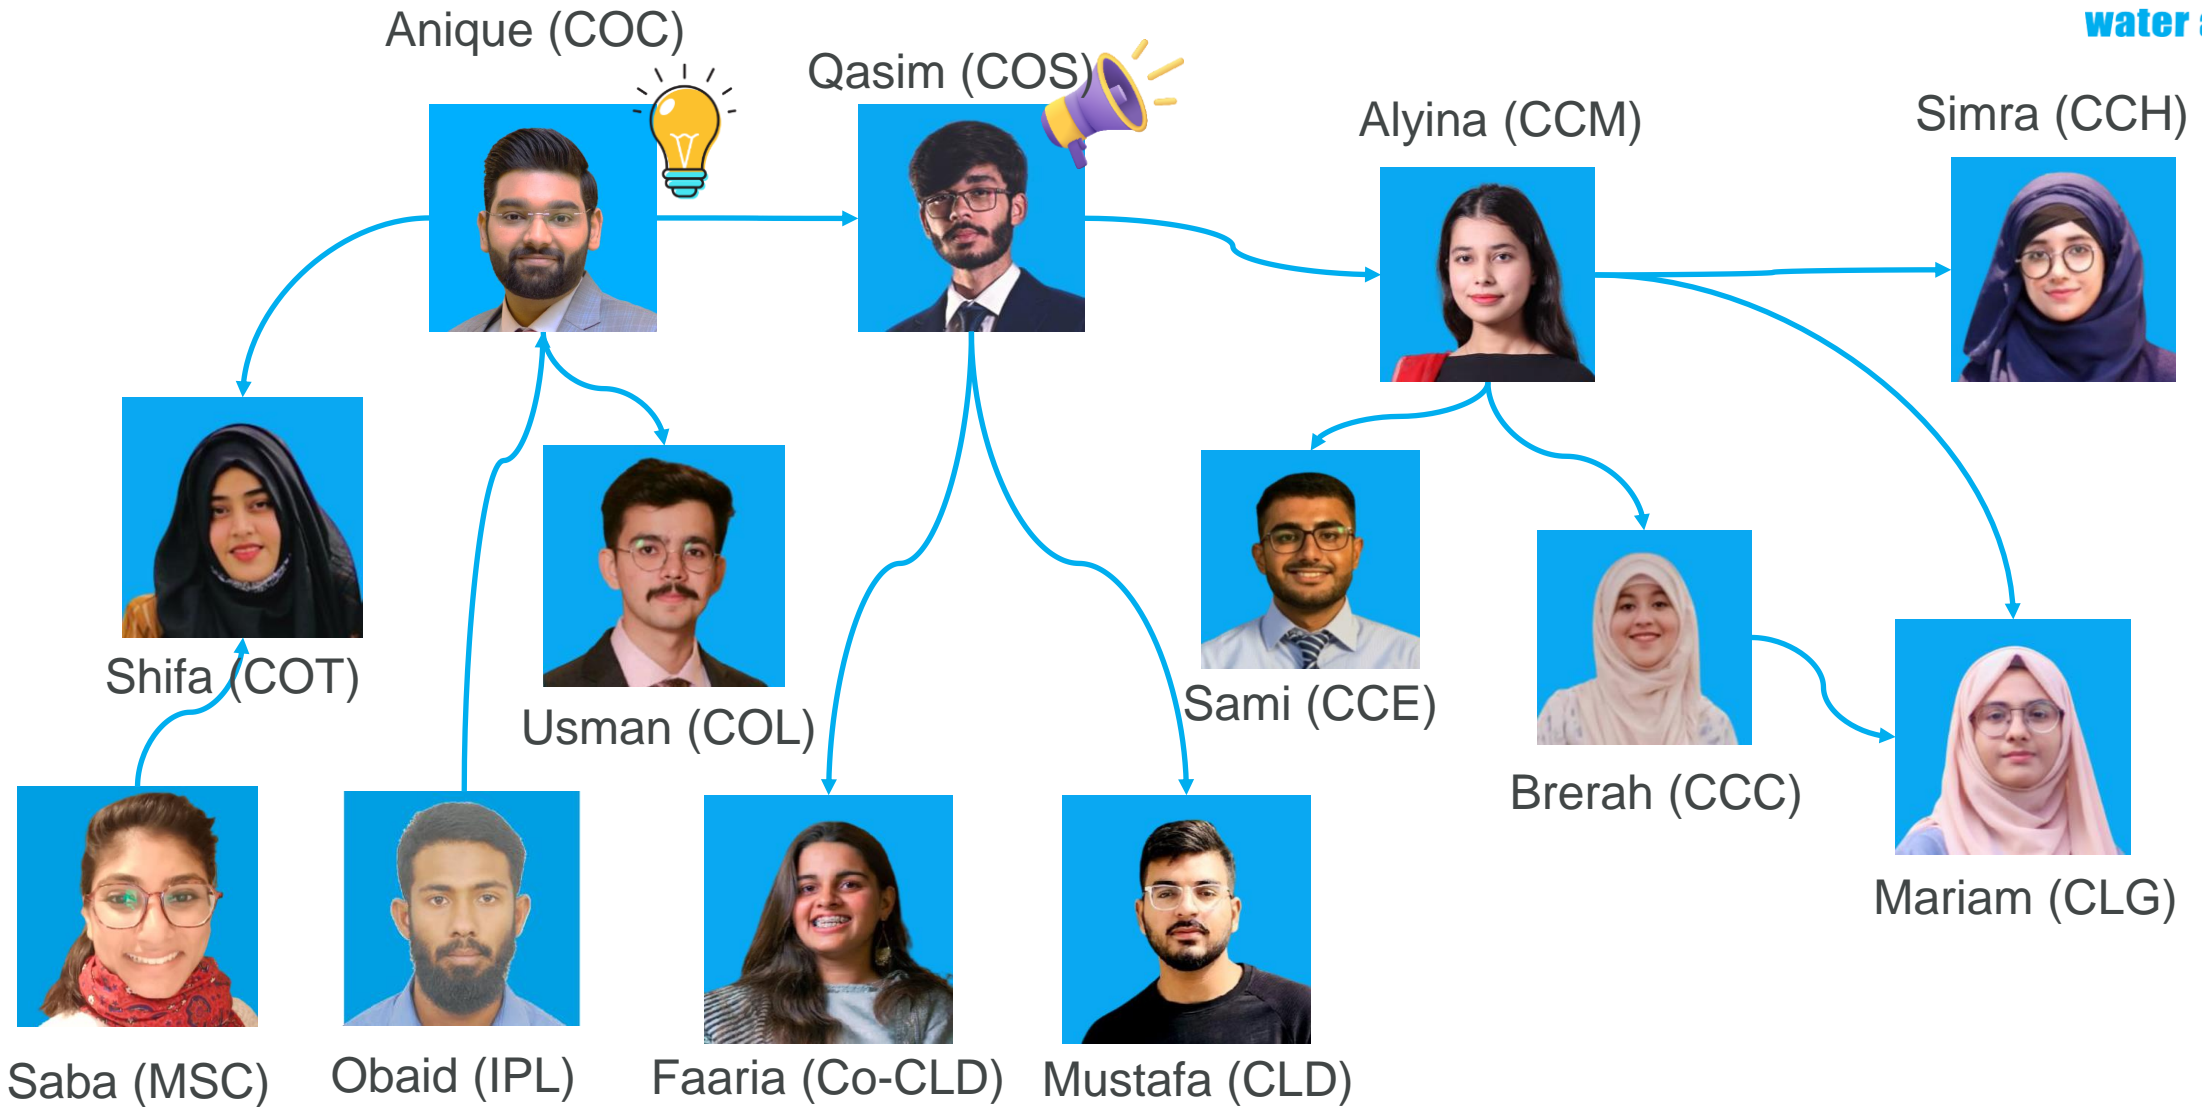 water
Anique (COC)
Qasim (COS)
Alyina (CCM)
Simra (CCH)
Shifa (COT)
Usman (COL)
Sami (CCE)
Brerah (CCC)
Mariam (CLG)
Saba (MSC)
Obaid (IPL)
Faaria (Co-CLD)
Mustafa (CLD)